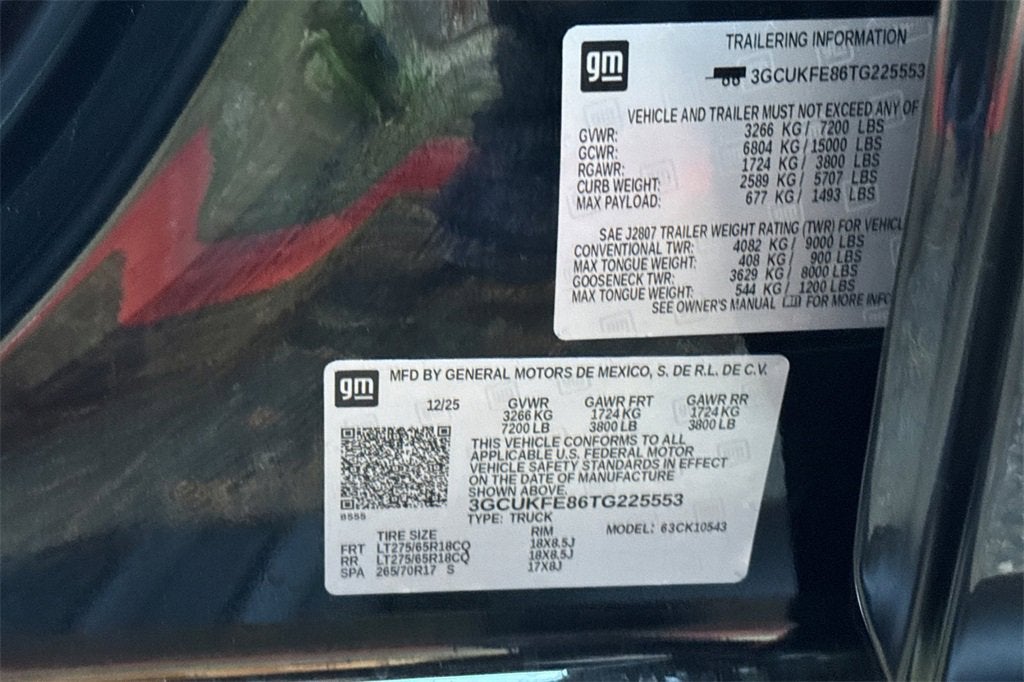 gm
TRAILERING INFORMATION
3GCUKFE86TG225553
VEHICLE AND TRAILER MUST NOT EXCEED ANY OF
GVWR: 3266 KG/ 7200 LBS
GCWR: 6804 KG/ 15000 LBS
RGAWR: 1724 KG/ 3800 LBS
CURB WEIGHT: 2589 KG/ 5707 LBS
MAX PAYLOAD: 677 KG/ 1493 LBS
SAE J2807 TRAILER WEIGHT RATING (TWR) FOR VEHICL
CONVENTIONAL TWR: 4082 KG/ 9000 LBS
MAX TONGUE WEIGHT: 408 KG/ 900 LBS
GOOSENECK TWR: 3629 KG/ 8000 LBS
MAX TONGUE WEIGHT: 544 KG/ 1200 LBS
SEE OWNER'S MANUAL FOR MORE INFO
gm MFD BY GENERAL MOTORS DE MEXICO, S. DE R.L. DE C.V.
12/25 GVWR GAWR FRT GAWR RR
3266 KG 1724 KG 1724 KG
7200 LB 3800 LB 3800 LB
THIS VEHICLE CONFORMS TO ALL
APPLICABLE U.S. FEDERAL MOTOR
VEHICLE SAFETY STANDARDS IN EFFECT
ON THE DATE OF MANUFACTURE
SHOWN ABOVE.
3GCUKFE86TG225553
8555
TYPE: TRUCK MODEL: 63CK10543
TIRE SIZE RIM
FRT LT275/65R18CQ 18X8.5J
RR LT275/65R18CQ 18X8.5J
SPA 265/70R17 S 17X8J